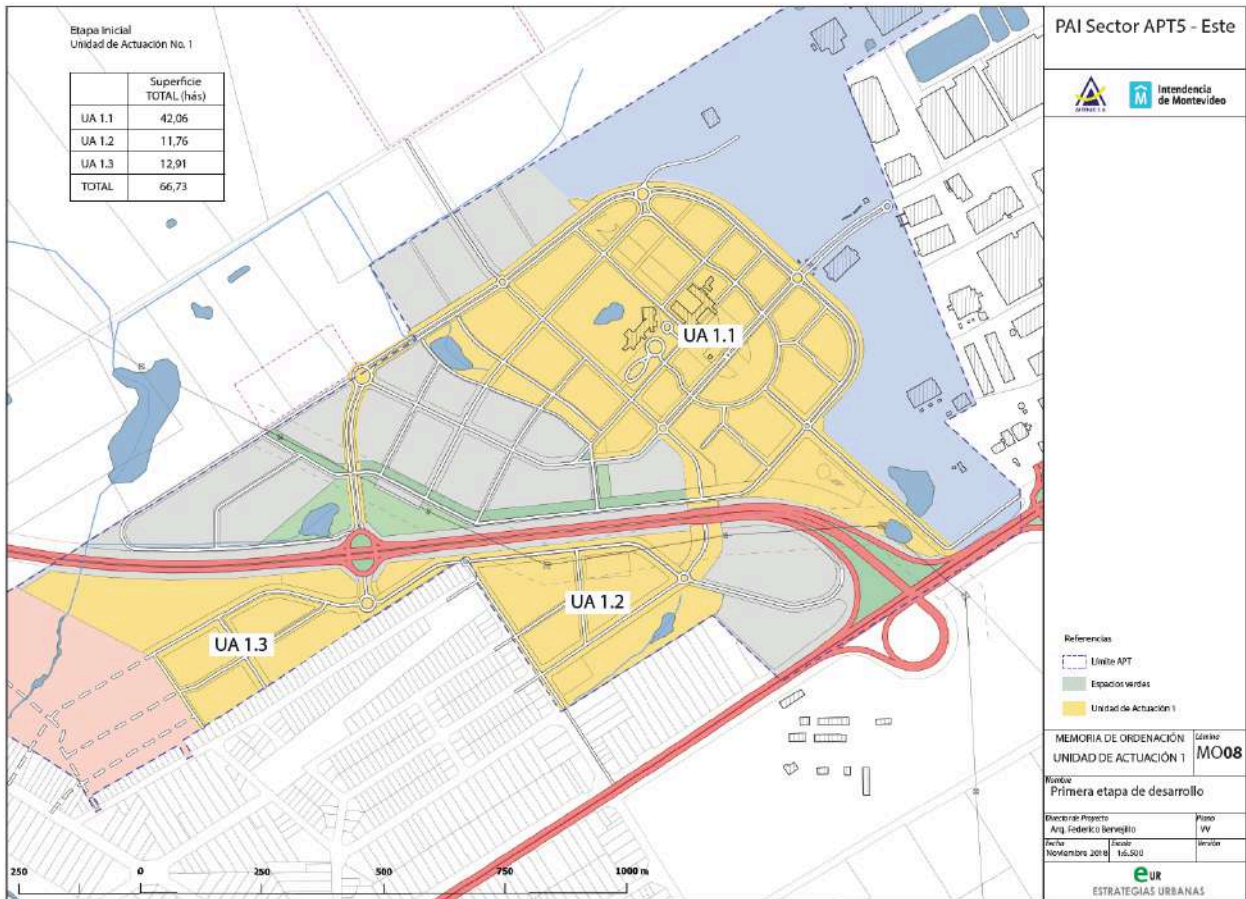 Etapa Inicial
Unidad de Actuación No. 1
Superficie
TOTAL (hás)
UA 1.1 42,06
UA 1.2 11,76
UA 1.3 12,91
TOTAL 66,73
UA 1.1
UA 1.2
UA 1.3
250 0 250 500 750 1000 m
PAI Sector APT5 - Este
Intendencia
de Montevideo
Referencias
Límite APT
Espacios verdes
Unidad de Actuación 1
MEMORIA DE ORDENACIÓN
UNIDAD DE ACTUACIÓN 1
Lámina
MO08
Nombre
Primera etapa de desarrollo
Director de Proyecto
Arq. Federico Bervejillo
Plano
VV
Fecha
Noviembre 2018
Escala
1:6.500
Versión
eUR
ESTRATEGIAS URBANAS